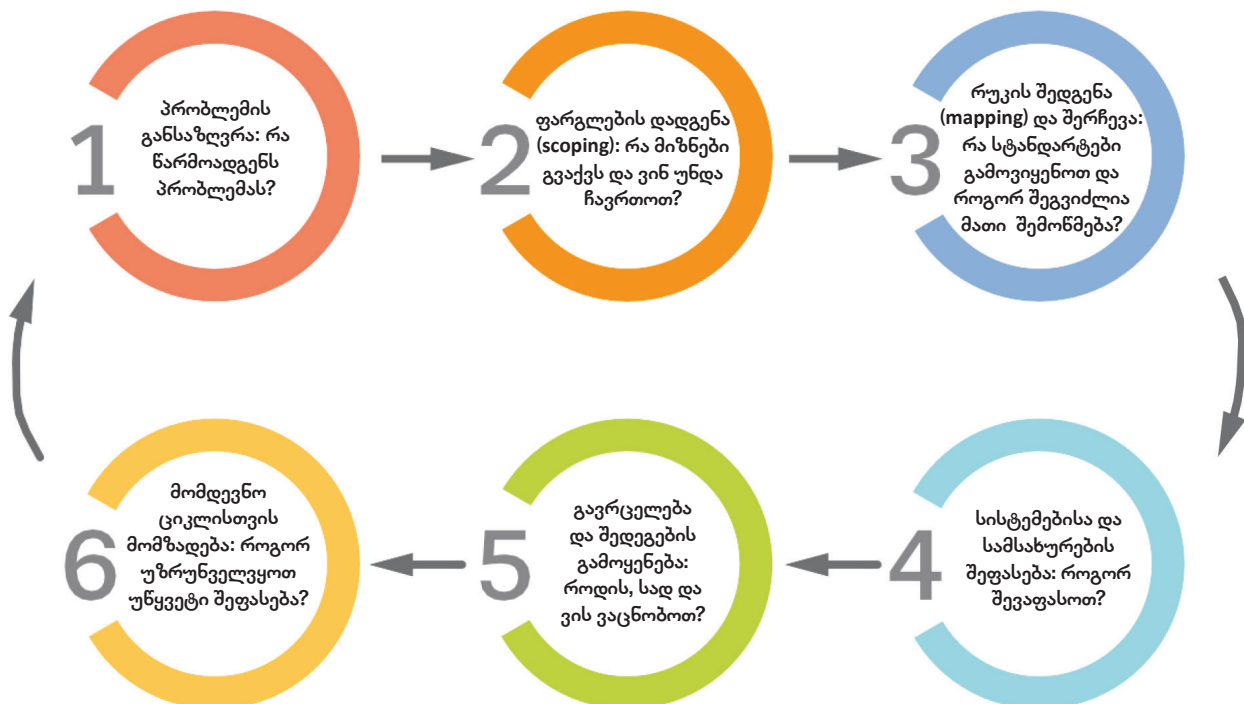 1
პრობლემის
განსაზღვრა: რა
წარმოადგენს
პრობლემას?
2
ფარგლების დადგენა
(scoping): რა მიზნები
გვაქვს და ვინ უნდა
ჩავრთოთ?
3
რუკის შედგენა
(mapping) და შერჩევა:
რა სტანდარტები
გამოვიყენოთ და
როგორ შეგვიძლია
მათი შემოწმება?
4
სისტემებისა და
სამსახურების
შეფასება: როგორ
შევაფასოთ?
5
გავრცელება
და შედეგების
გამოყენება:
როდის, სად და
ვის ვაცნობოთ?
6
მომდევნო
ციკლისთვის
მომზადება: როგორ
უზრუნველვყოთ
უწყვეტი შეფასება?